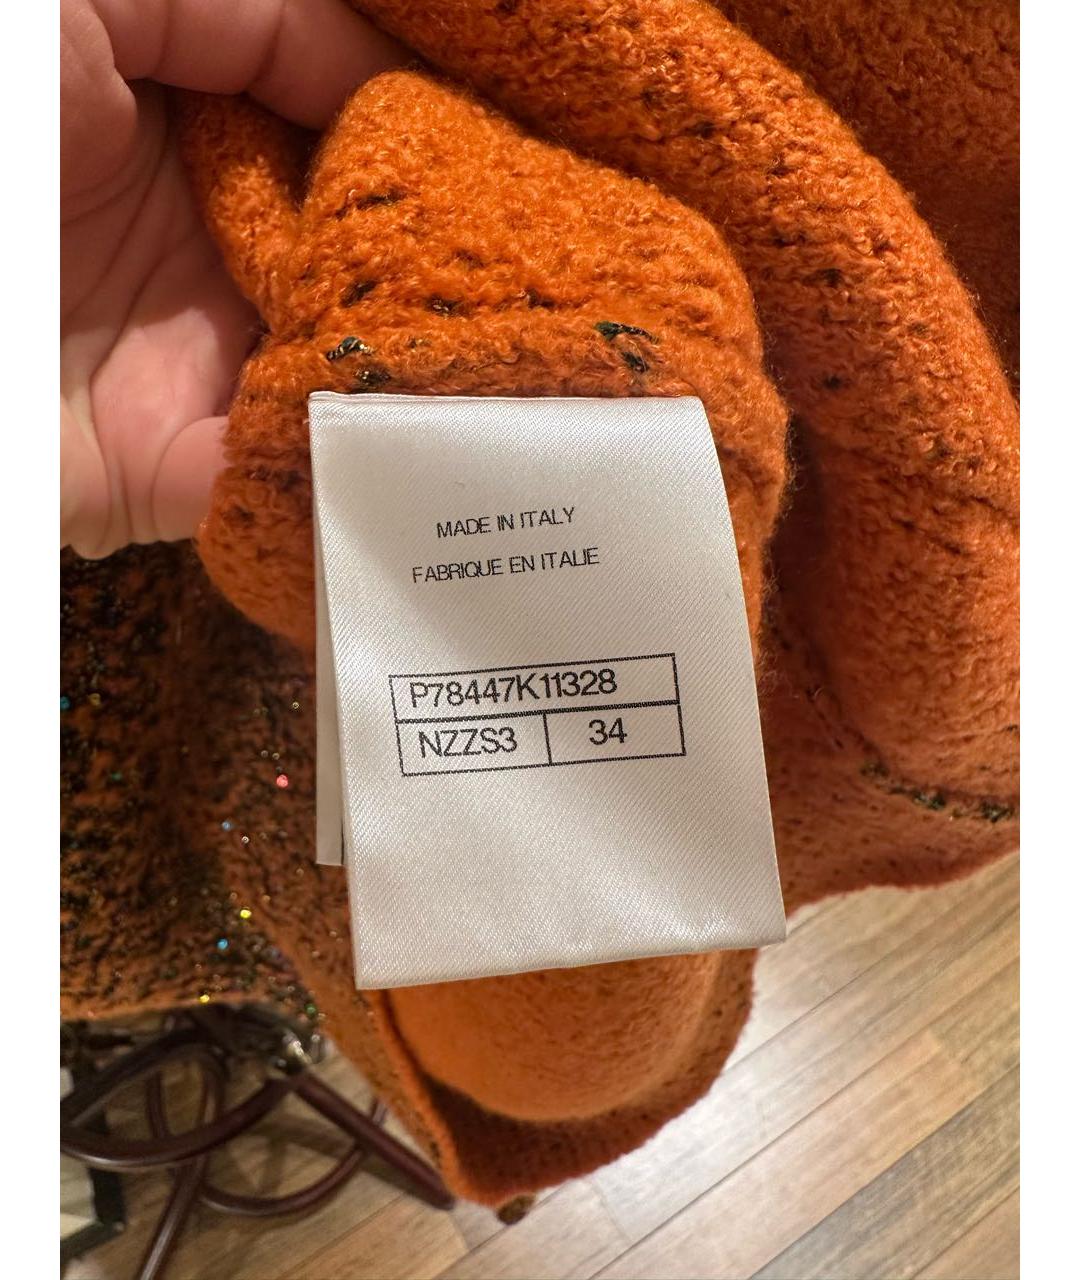 MADE IN ITALY
FABRIQUE EN ITALIE
P78447K11328
NZZS3 34